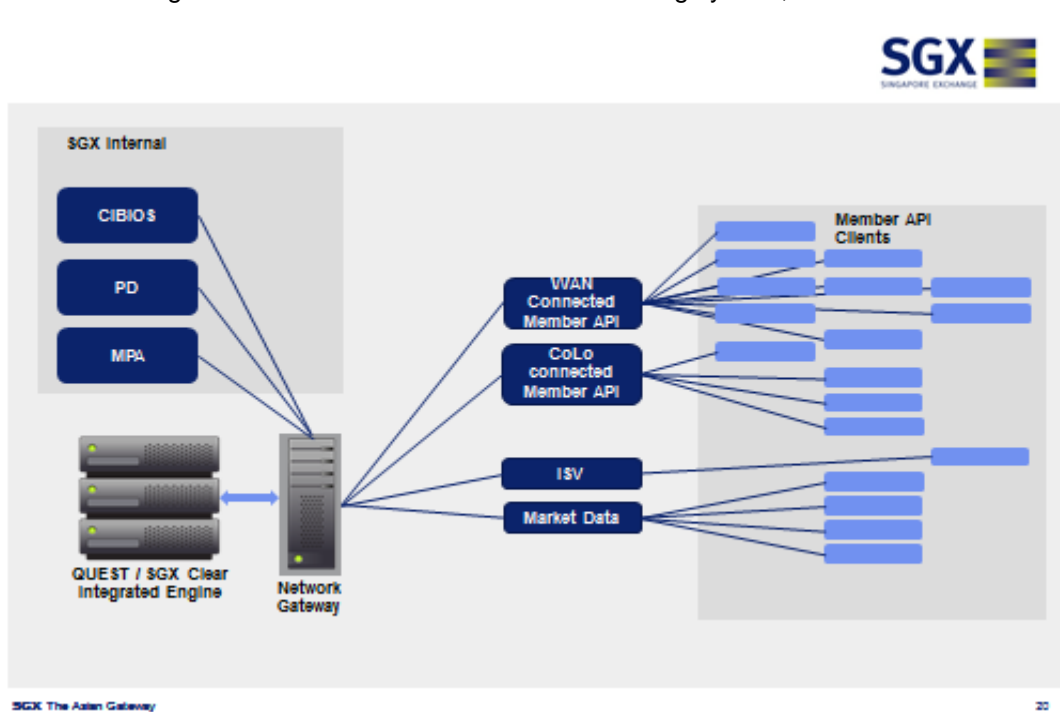 SGX
SINGAPORE EXCHANGE
SGX Internal
CIBIOS
PD
MPA
QUEST / SGX Clear
Integrated Engine
Network
Gateway
WAN
Connected
Member API
CoLo
connected
Member API
ISV
Market Data
Member API
Clients
SGX The Asian Gateway
20